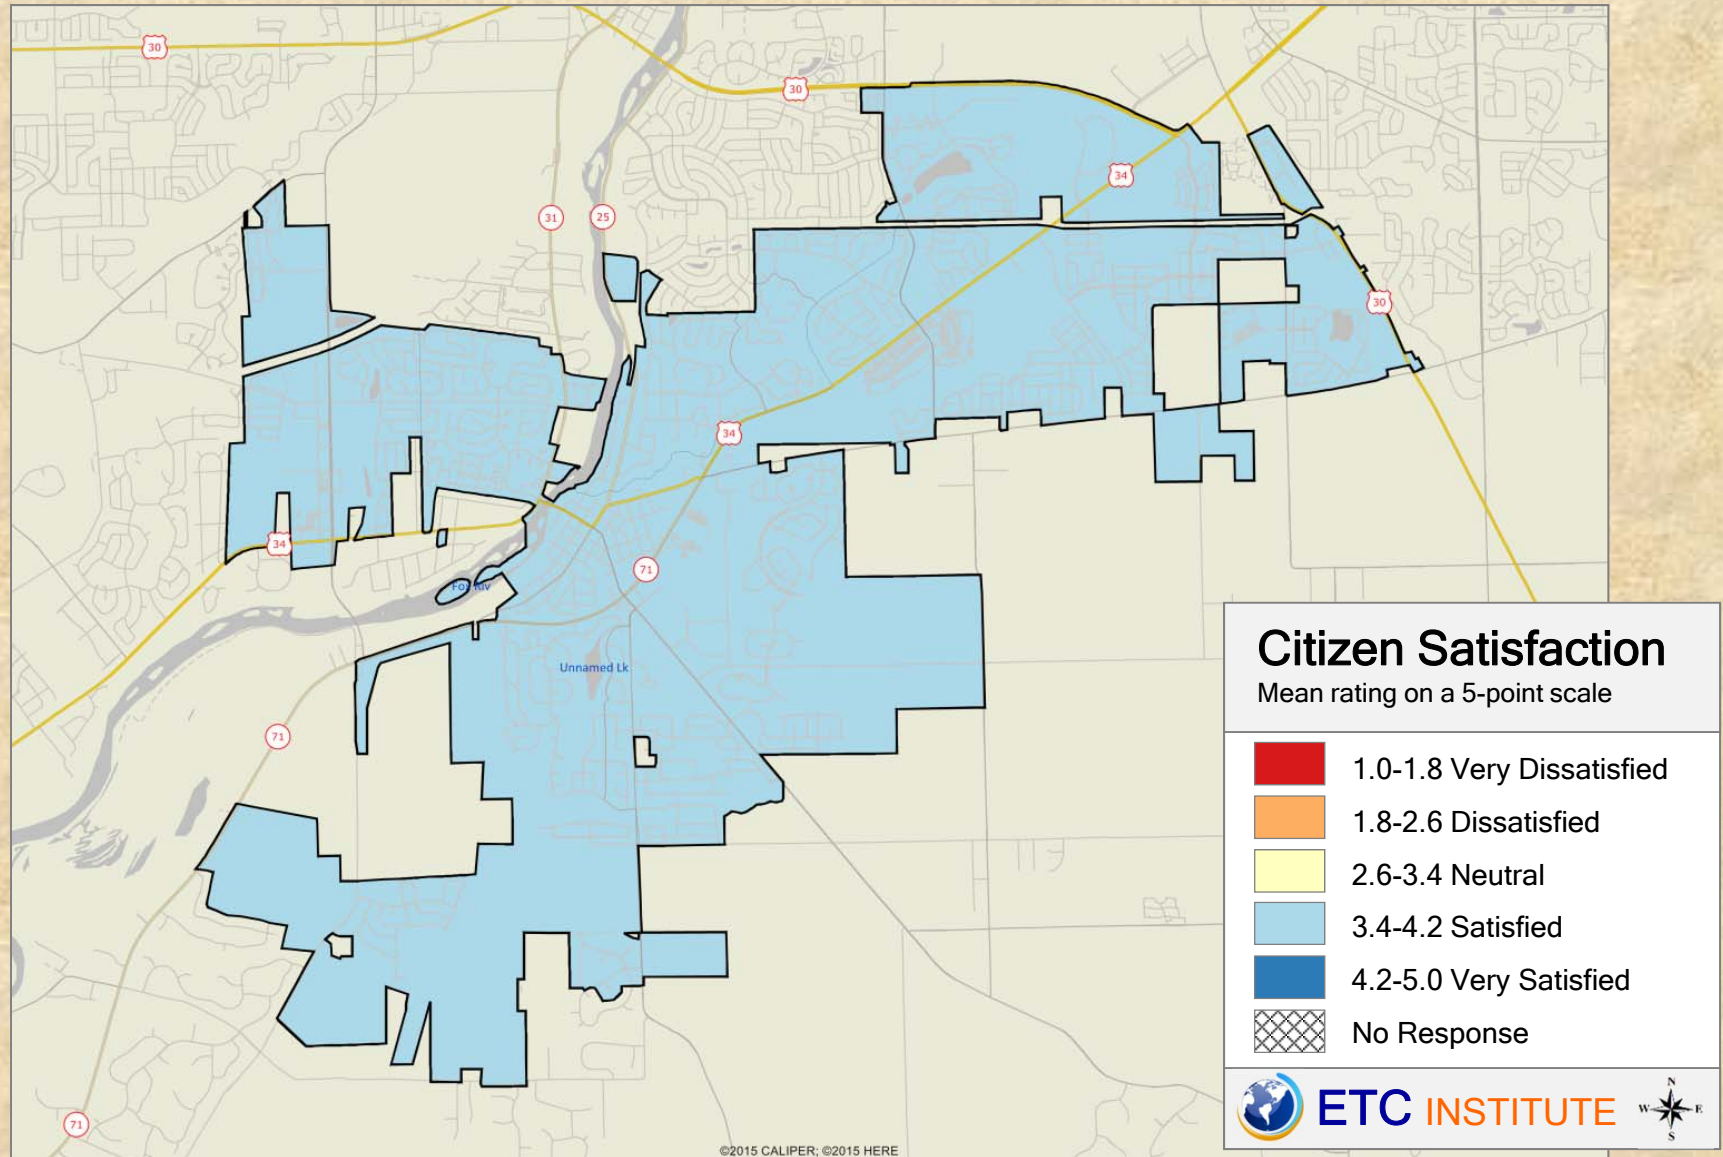 30
30
34
31
25
30
34
34
Fox Riv
71
Unnamed Lk
71
71
©2015 CALIPER; ©2015 HERE
Citizen Satisfaction
Mean rating on a 5-point scale
1.0-1.8 Very Dissatisfied
1.8-2.6 Dissatisfied
2.6-3.4 Neutral
3.4-4.2 Satisfied
4.2-5.0 Very Satisfied
No Response
ETC INSTITUTE
N
W E
S